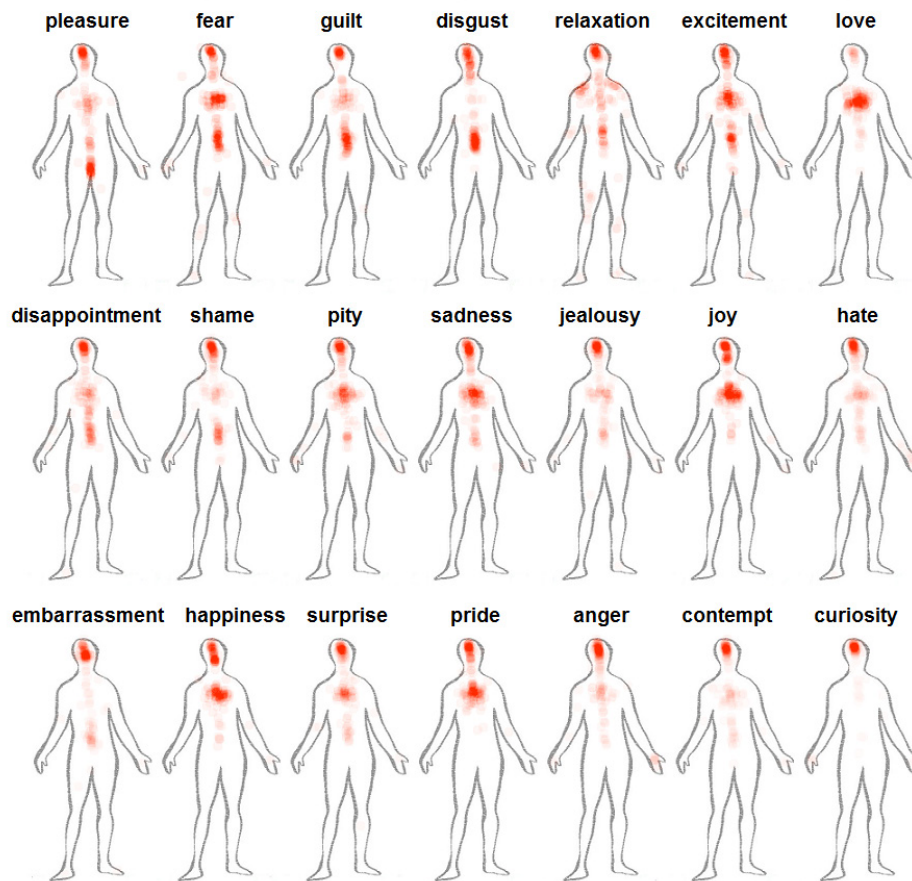 pleasure fear guilt disgust relaxation excitement love
disappointment shame pity sadness jealousy joy hate
embarrassment happiness surprise pride anger contempt curiosity